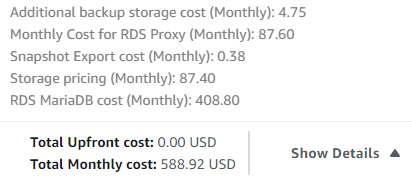 Additional backup storage cost (Monthly): 4.75
Monthly Cost for RDS Proxy (Monthly): 87.60
Snapshot Export cost (Monthly): 0.38
Storage pricing (Monthly): 87.40
RDS MariaDB cost (Monthly): 408.80
Total Upfront cost: 0.00 USD
Total Monthly cost: 588.92 USD
Show Details ▲